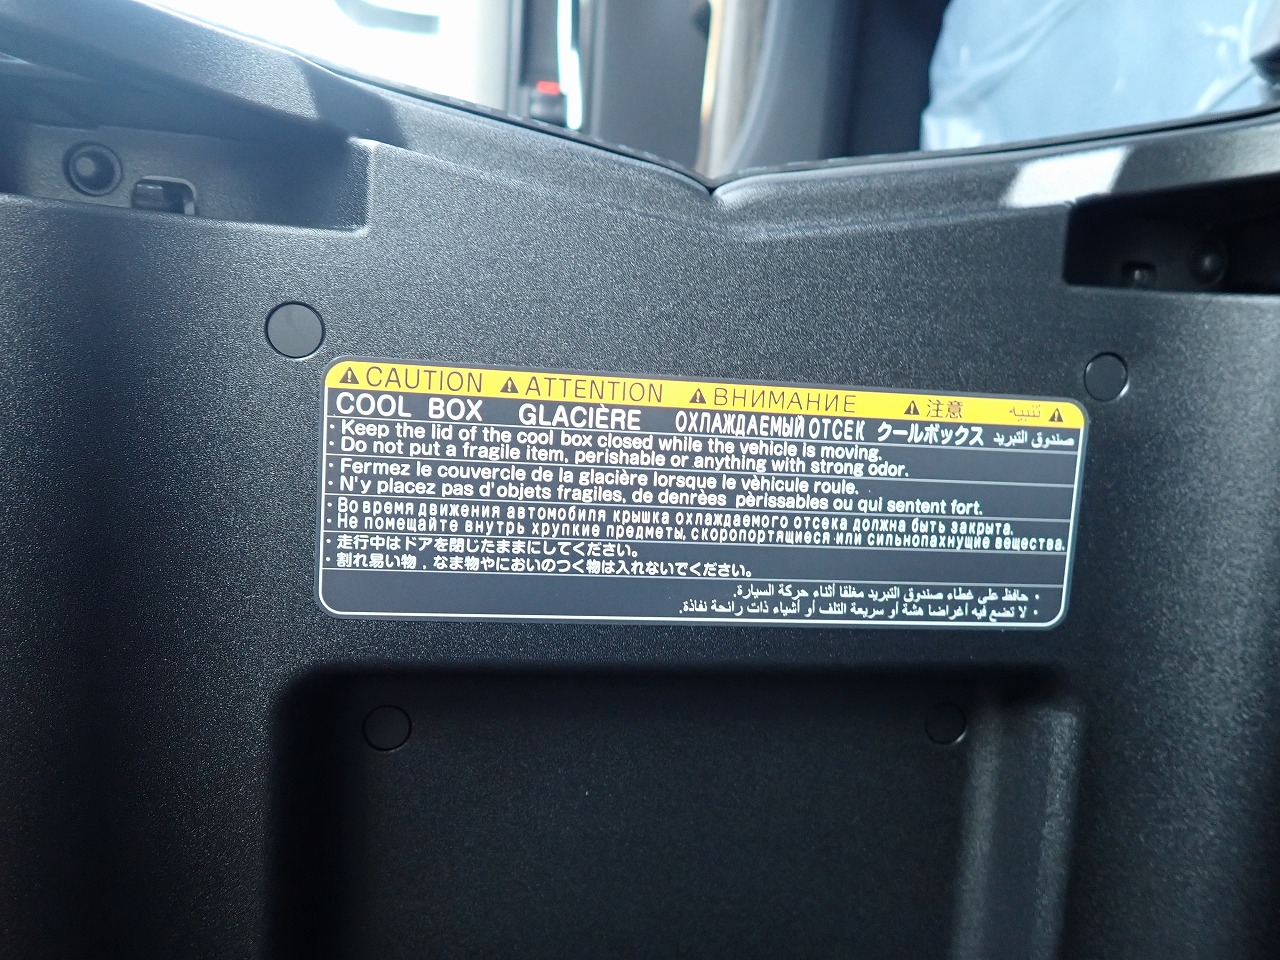 ⚠CAUTION ⚠ATTENTION ⚠ВНИМАНИЕ ⚠注意 تنبيه⚠
COOL BOX GLACIÈRE ОХЛАЖДАЕМЫЙ ОТСЕК クールボックス صندوق التبريد
・Keep the lid of the cool box closed while the vehicle is moving.
・Do not put a fragile item, perishable or anything with strong odor.
・Fermez le couvercle de la glacière lorsque le vèhicule roule.
・N'y placez pas d'objets fragiles, de denrèes pèrissables ou qui sentent fort.
・Во время движения автомобиля крышка охлаждаемого отсека должна быть закрыта.
・Не помещайте внутрь хрупкие предметы, скоропортящиеся или сильнопахнущие вещества.
・走行中はドアを閉じたままにしてください。
・割れ易い物，なま物やにおいのつく物は入れないでください。
・حافظ على غطاء صندوق التبريد مغلقا أثناء حركة السيارة.
・لا تضع فيه اغراضا هشة أو سريعة التلف أو أشياء ذات رائحة نفاذة.